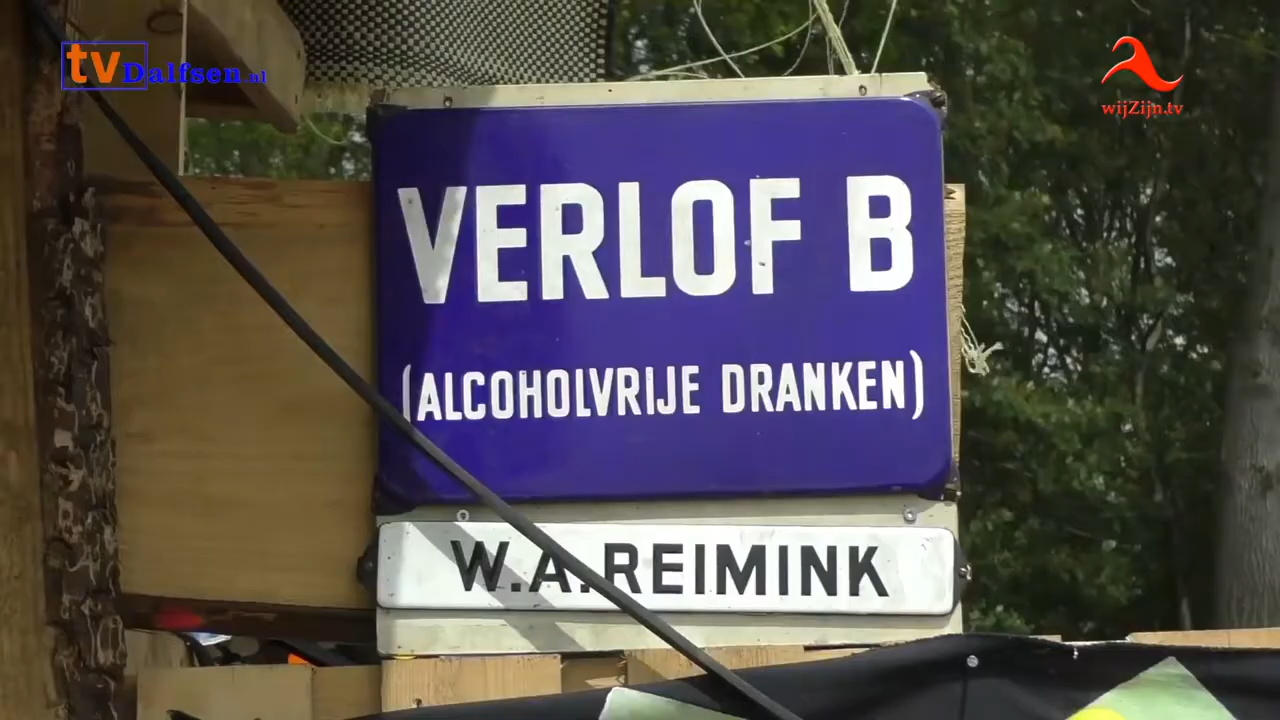 tvDalfsen.nl
wijZijn.tv
VERLOF B
(ALCOHOLVRIJE DRANKEN)
W.A.REIMINK